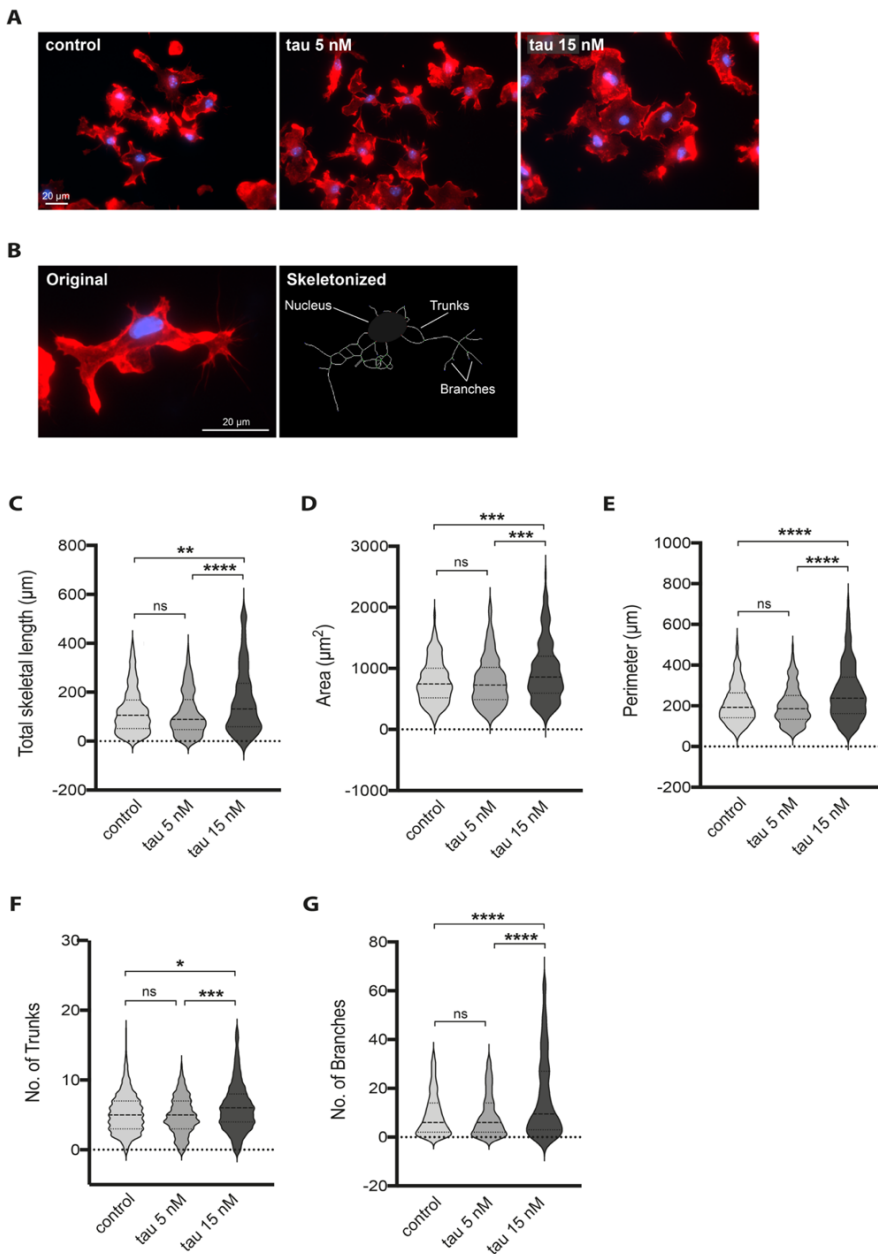 A
control
tau 5 nM
tau 15 nM
20 µm
B
Original
Skeletonized
Nucleus
Trunks
Branches
20 µm
C
Total skeletal length (µm)
800
600
400
200
0
-200
**
****
ns
control
tau 5 nM
tau 15 nM
D
Area (µm²)
3000
2000
1000
0
-1000
***
***
ns
control
tau 5 nM
tau 15 nM
E
Perimeter (µm)
1000
800
600
400
200
0
-200
****
****
ns
control
tau 5 nM
tau 15 nM
F
No. of Trunks
30
20
10
0
*
ns
***
control
tau 5 nM
tau 15 nM
G
No. of Branches
80
60
40
20
0
-20
****
****
ns
control
tau 5 nM
tau 15 nM